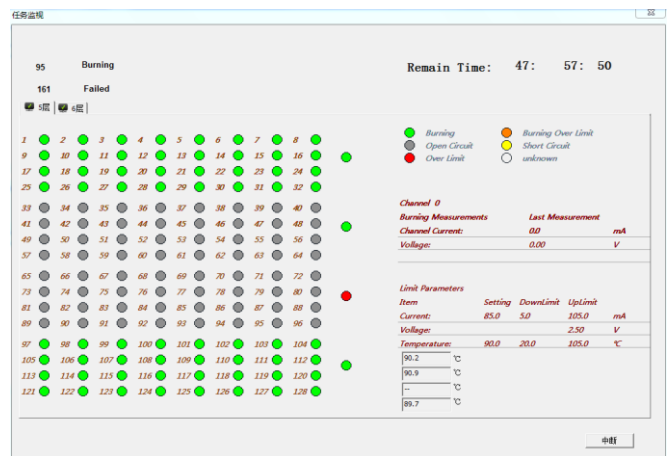 任务监视
95 Burning
Remain Time: 47: 57: 50
161 Failed
5层 6层
1 2 3 4 5 6 7 8
9 10 11 12 13 14 15 16
17 18 19 20 21 22 23 24
25 26 27 28 29 30 31 32
33 34 35 36 37 38 39 40
41 42 43 44 45 46 47 48
49 50 51 52 53 54 55 56
57 58 59 60 61 62 63 64
65 66 67 68 69 70 71 72
73 74 75 76 77 78 79 80
81 82 83 84 85 86 87 88
89 90 91 92 93 94 95 96
97 98 99 100 101 102 103 104
105 106 107 108 109 110 111 112
113 114 115 116 117 118 119 120
121 122 123 124 125 126 127 128
Burning Burning Over Limit
Open Circuit Short Circuit
Over Limit unknown
Channel 0
Burning Measurements Last Measurement
Channel Current: 0.0 mA
Vollage: 0.00 V
Limit Parameters
Item Setting DownLimit UpLimit
Current: 85.0 5.0 105.0 mA
Vollage: 2.50 V
Temperature: 90.0 20.0 105.0 ℃
90.2 ℃
90.9 ℃
-- ℃
89.7 ℃
中断